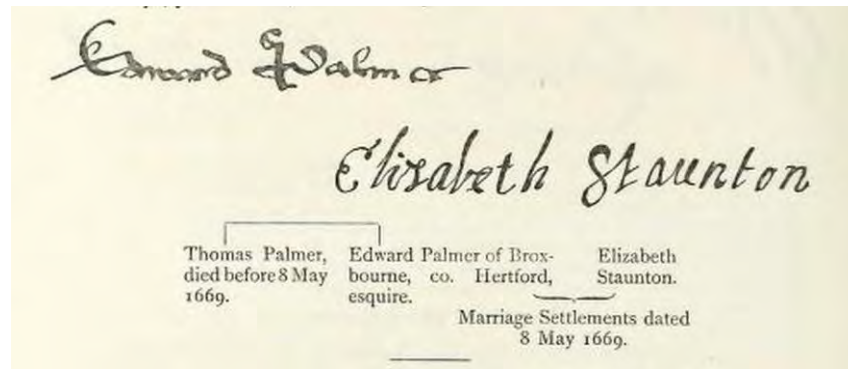 Edward Palmer
Elisabeth Staunton
Thomas Palmer,
died before 8 May
1669.
Edward Palmer of Brox-
bourne, co. Hertford,
esquire.
Elizabeth
Staunton.
Marriage Settlements dated
8 May 1669.